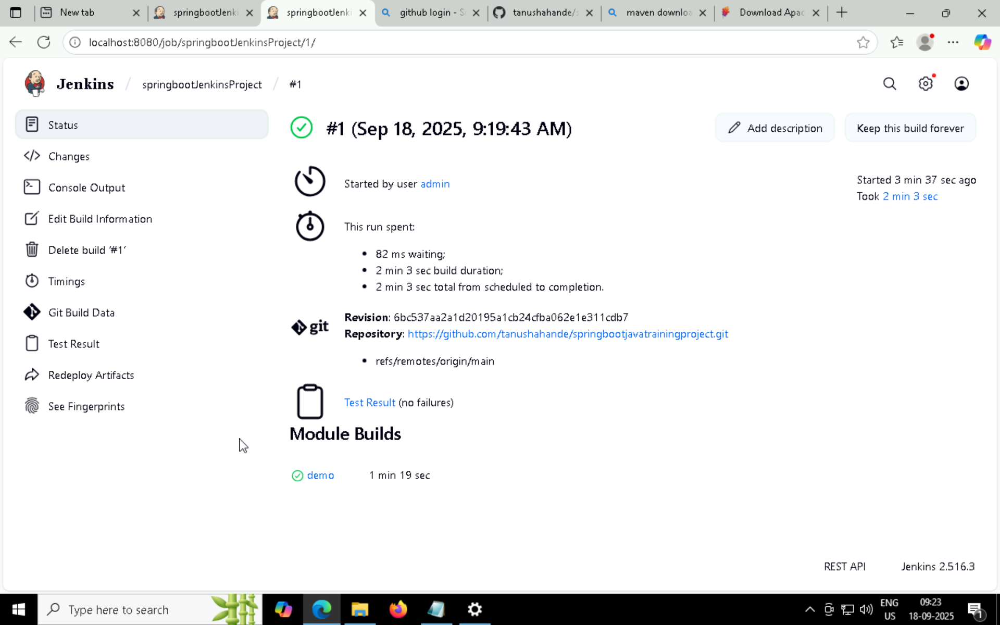 New tab
springbootJenki
springbootJenki
github login - S
tanushahande/s
maven downloa
Download Apac
localhost:8080/job/springbootJenkinsProject/1/
Jenkins / springbootJenkinsProject / #1
Status
Changes
Console Output
Edit Build Information
Delete build ‘#1’
Timings
Git Build Data
Test Result
Redeploy Artifacts
See Fingerprints
#1 (Sep 18, 2025, 9:19:43 AM)
Add description
Keep this build forever
Started by user admin
Started 3 min 37 sec ago
Took 2 min 3 sec
This run spent:
82 ms waiting;
2 min 3 sec build duration;
2 min 3 sec total from scheduled to completion.
git
Revision: 6bc537aa2a1d20195a1cb24cfba062e1e311cdb7
Repository: https://github.com/tanushahande/springbootjavatrainingproject.git
refs/remotes/origin/main
Test Result (no failures)
Module Builds
demo 1 min 19 sec
REST API
Jenkins 2.516.3
Type here to search
ENG
US
09:23
18-09-2025
1